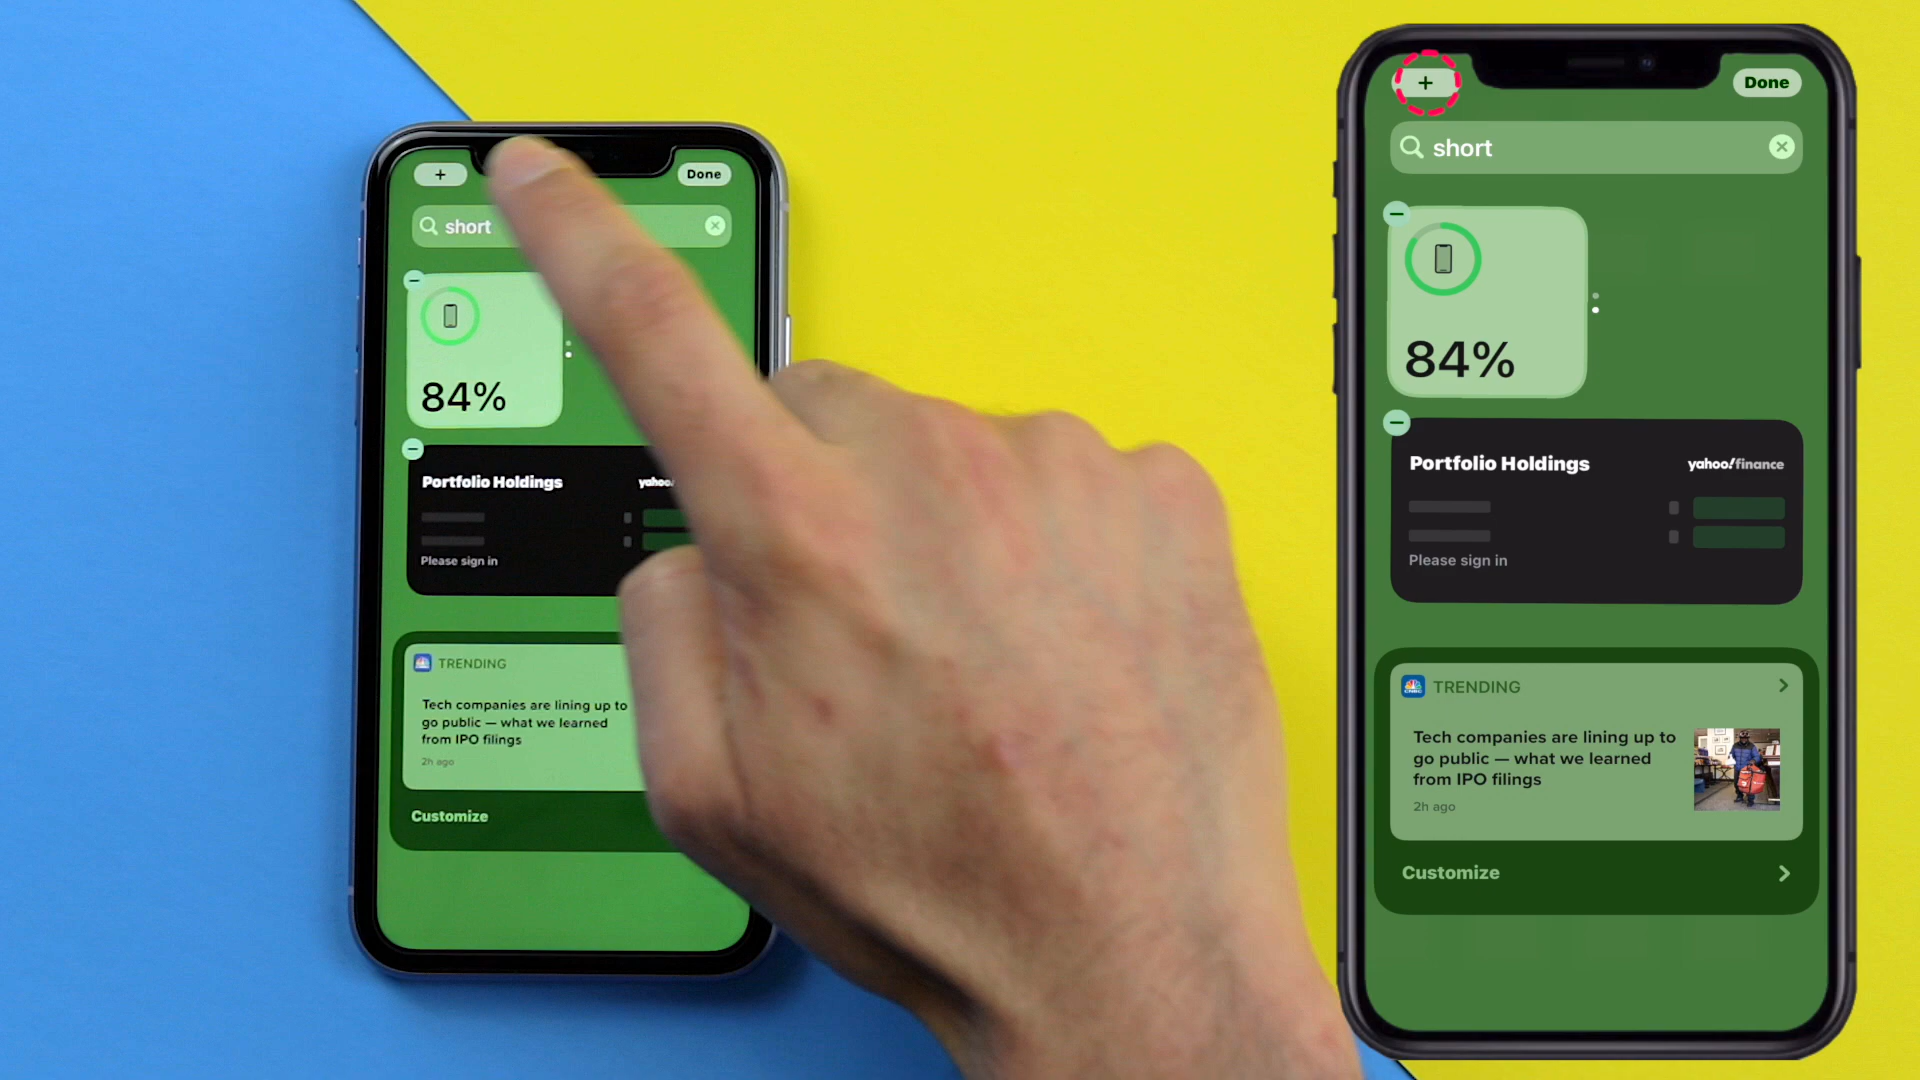 +
Done
short
84%
Portfolio Holdings
yahoo/
Please sign in
TRENDING
Tech companies are lining up to
go public — what we learned
from IPO filings
2h ago
Customize
+
Done
short
84%
Portfolio Holdings
yahoo!finance
Please sign in
CNBC
TRENDING
Tech companies are lining up to
go public — what we learned
from IPO filings
2h ago
Customize